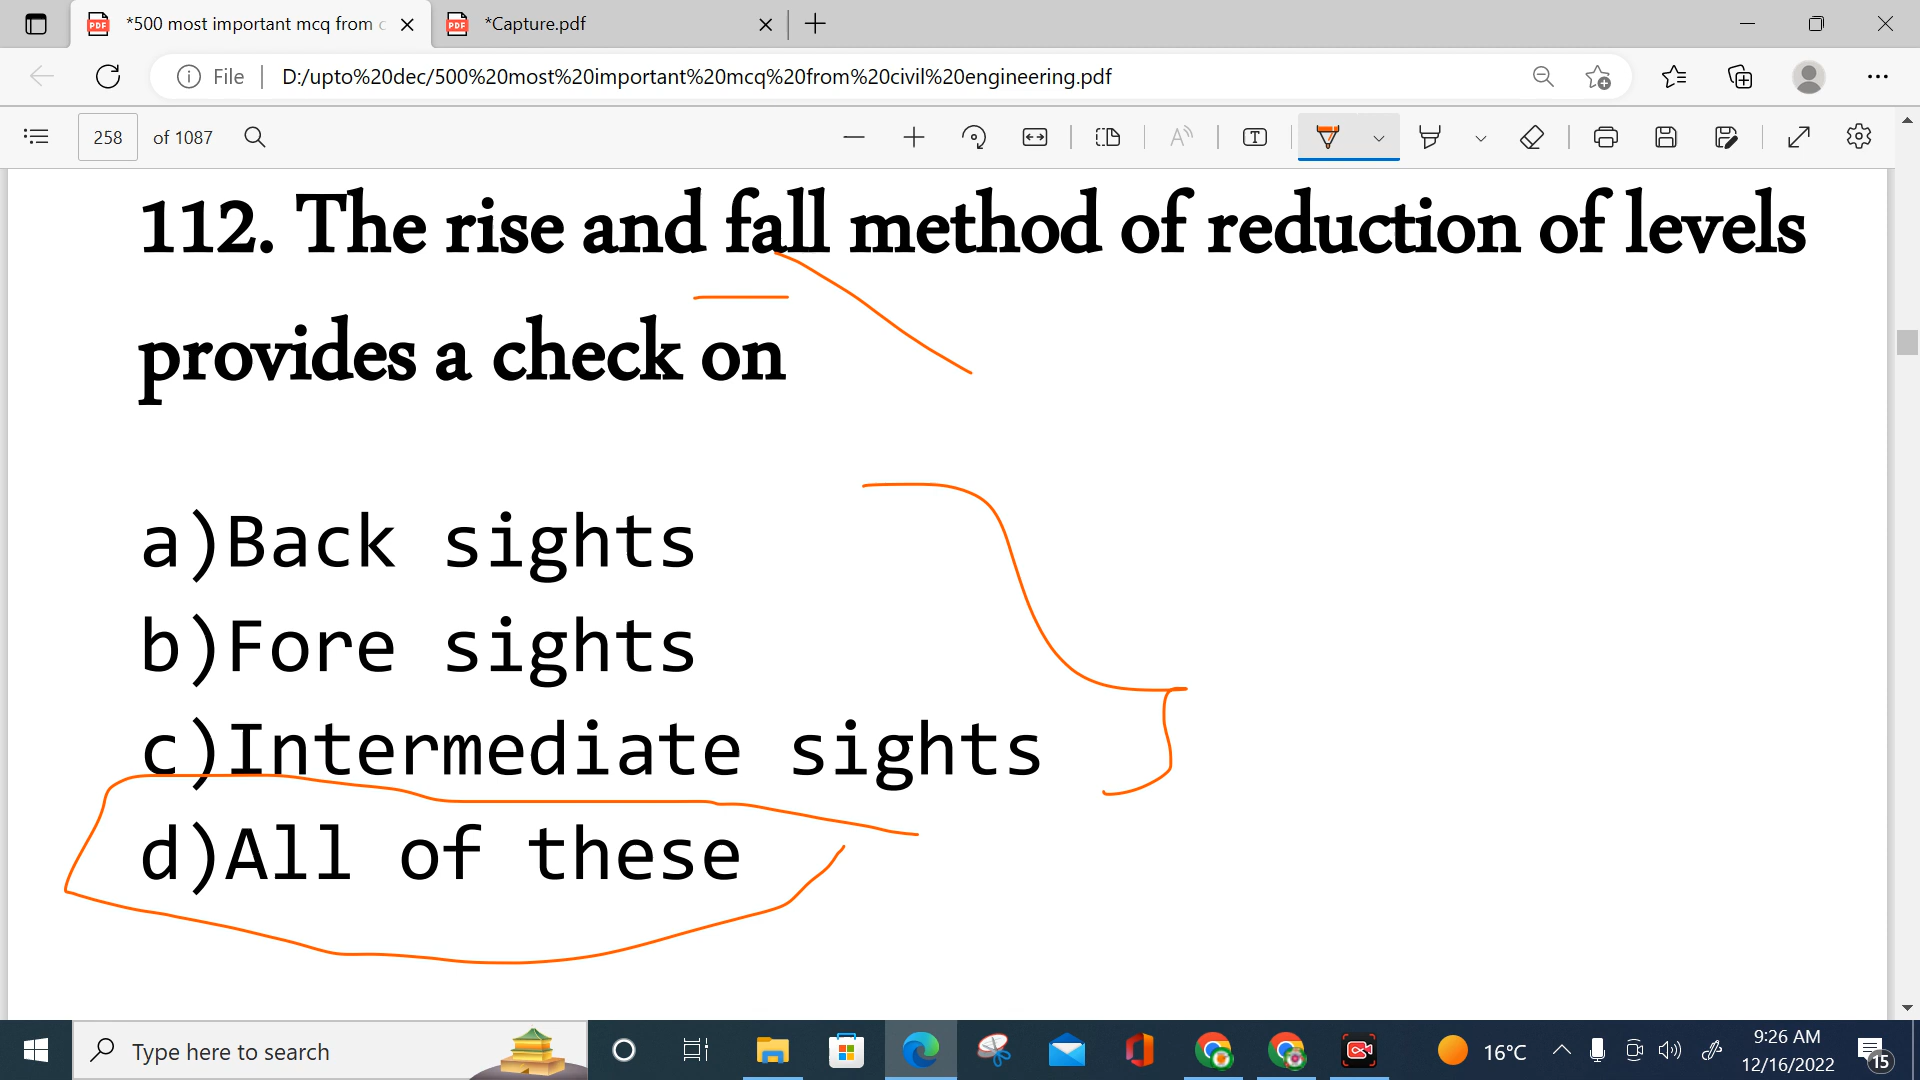 *500 most important mcq from c
*Capture.pdf
File
D:/upto%20dec/500%20most%20important%20mcq%20from%20civil%20engineering.pdf
258 of 1087
112. The rise and fall method of reduction of levels
provides a check on
a)Back sights
b)Fore sights
c)Intermediate sights
d)All of these
Type here to search
16°C
9:26 AM
12/16/2022
15